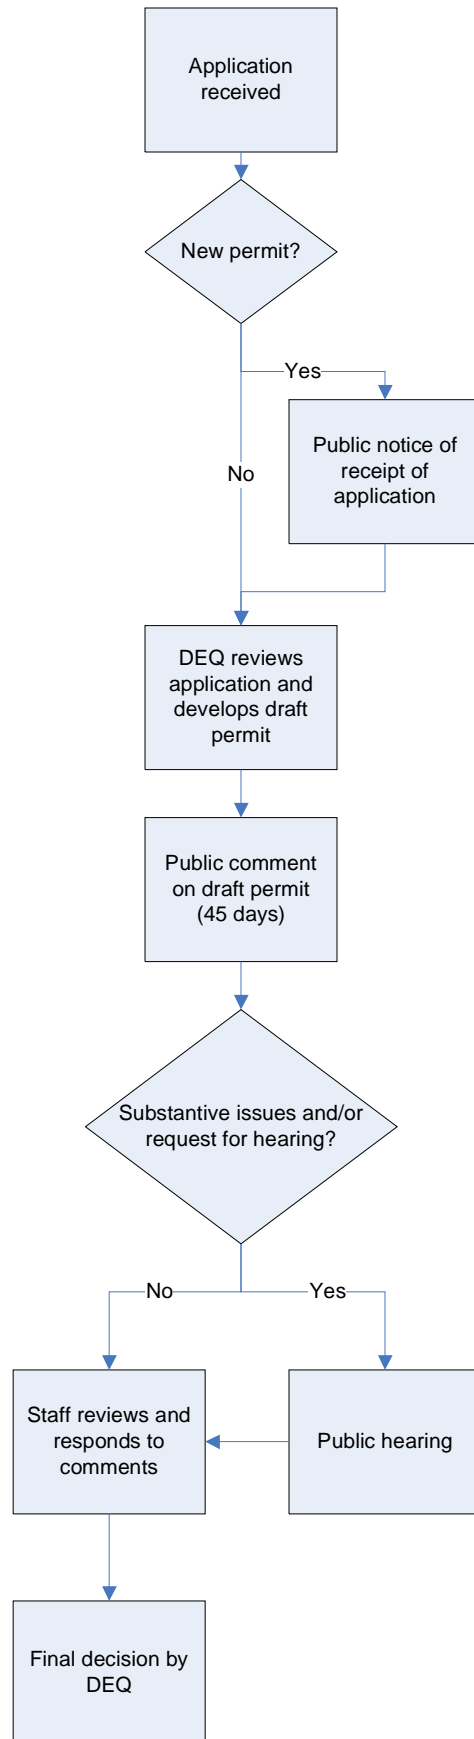 Application
received
New permit?
Yes
Public notice of
receipt of
application
No
DEQ reviews
application and
develops draft
permit
Public comment
on draft permit
(45 days)
Substantive issues and/or
request for hearing?
No
Yes
Staff reviews and
responds to
comments
Public hearing
Final decision by
DEQ